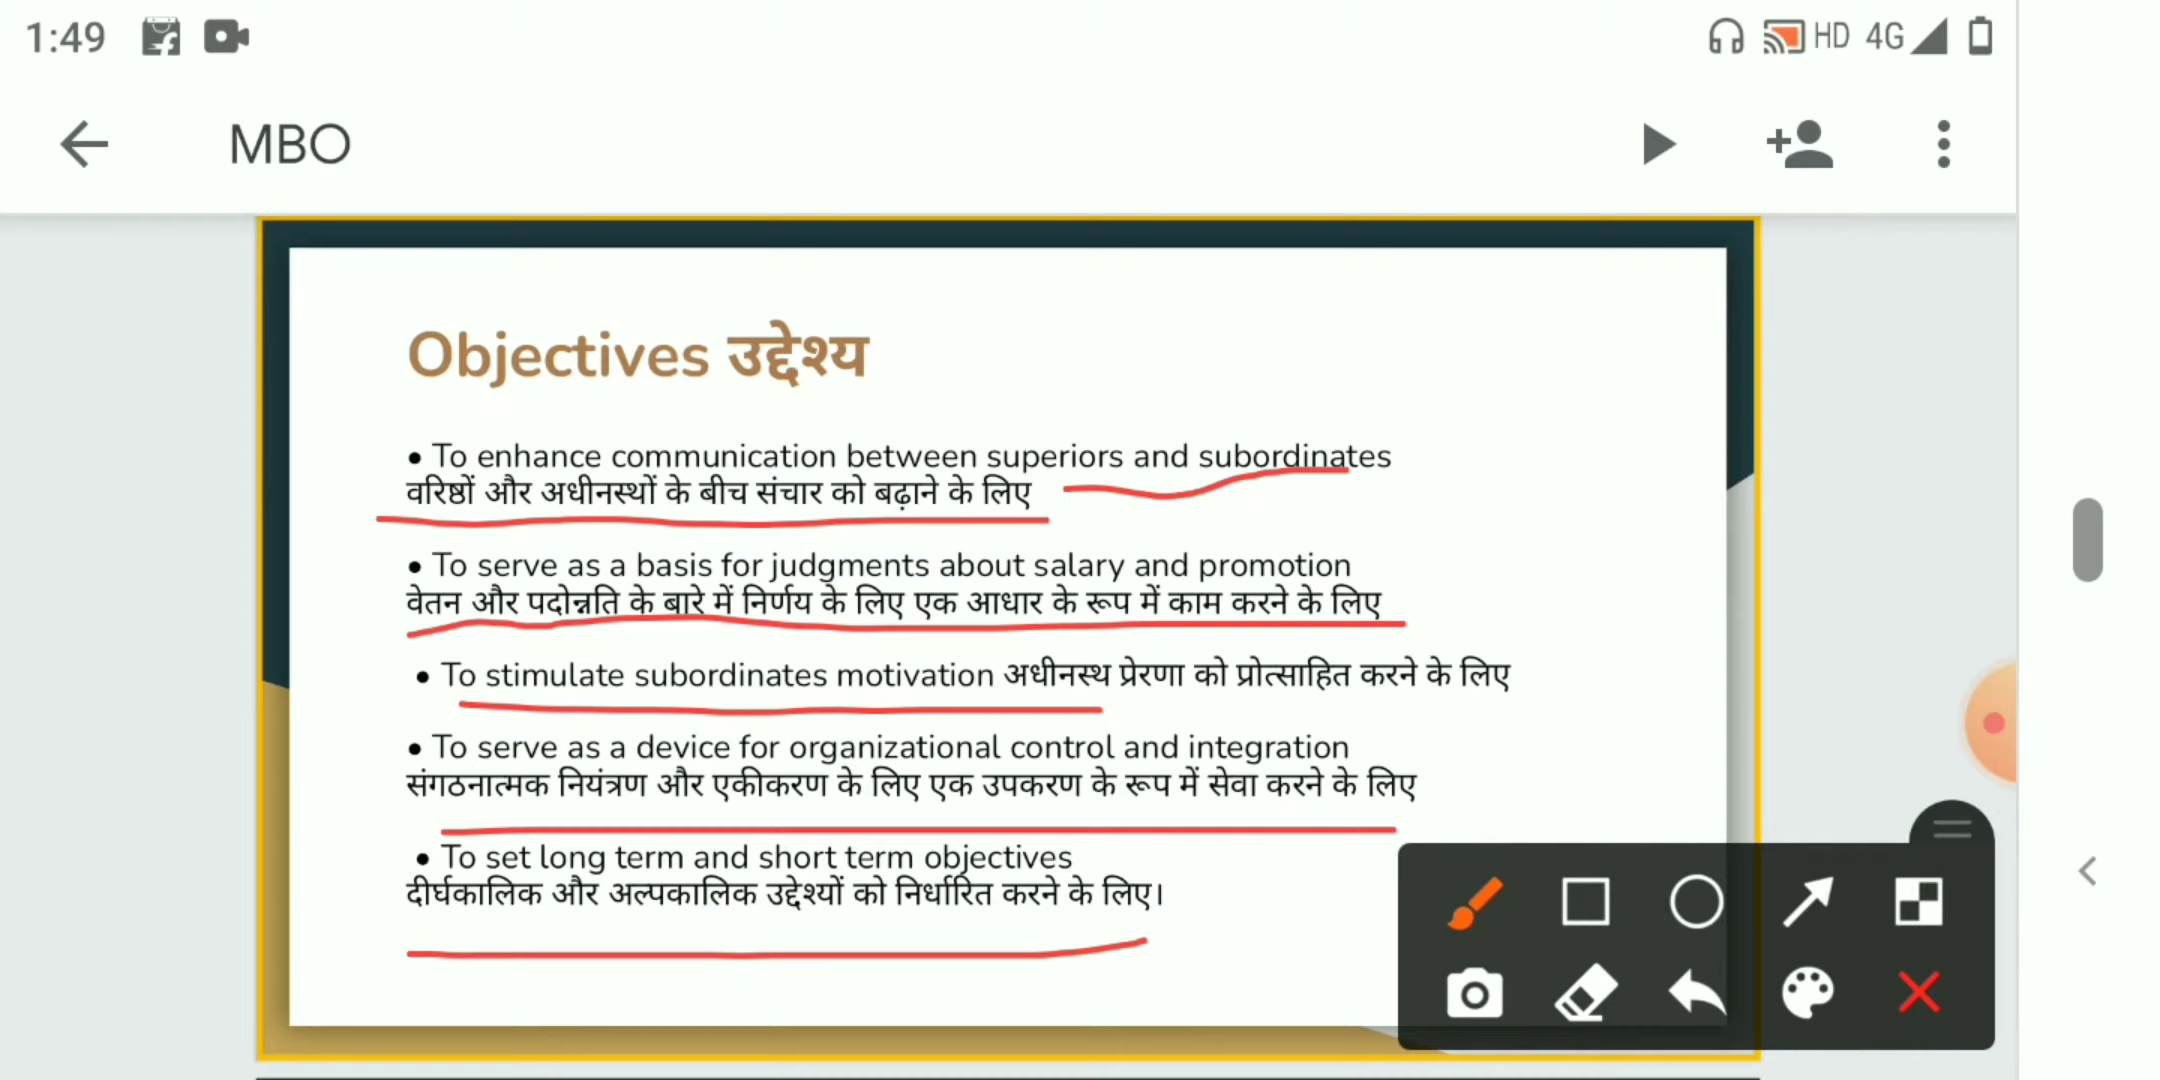 1:49
HD 4G
MBO
Objectives उद्देश्य
• To enhance communication between superiors and subordinates
वरिष्ठों और अधीनस्थों के बीच संचार को बढ़ाने के लिए
• To serve as a basis for judgments about salary and promotion
वेतन और पदोन्नति के बारे में निर्णय के लिए एक आधार के रूप में काम करने के लिए
• To stimulate subordinates motivation अधीनस्थ प्रेरणा को प्रोत्साहित करने के लिए
• To serve as a device for organizational control and integration
संगठनात्मक नियंत्रण और एकीकरण के लिए एक उपकरण के रूप में सेवा करने के लिए
• To set long term and short term objectives
दीर्घकालिक और अल्पकालिक उद्देश्यों को निर्धारित करने के लिए।